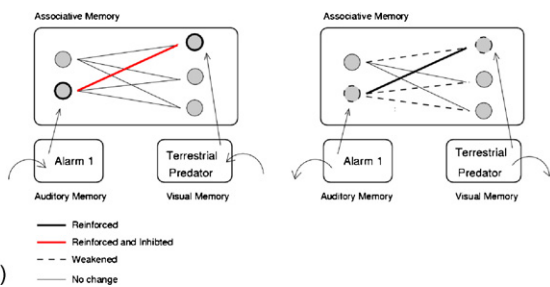 Associative Memory
Alarm 1
Terrestrial
Predator
Auditory Memory
Visual Memory
Associative Memory
Alarm 1
Terrestrial
Predator
Auditory Memory
Visual Memory
Reinforced
Reinforced and Inhibted
Weakened
No change
)